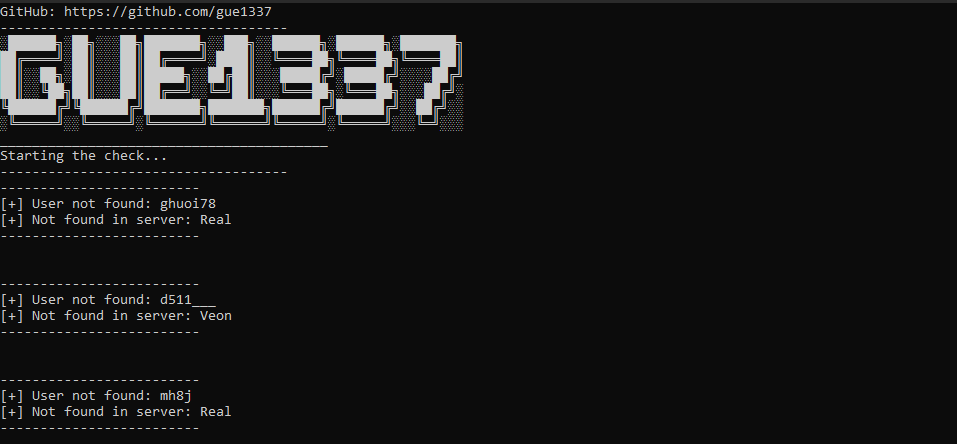 GitHub: https://github.com/gue1337
------------------------------------
GUE1337
_________________________________________
Starting the check...
------------------------------------
-------------------------
[+] User not found: ghuoi78
[+] Not found in server: Real
-------------------------
-------------------------
[+] User not found: d511___
[+] Not found in server: Veon
-------------------------
-------------------------
[+] User not found: mh8j
[+] Not found in server: Real
-------------------------